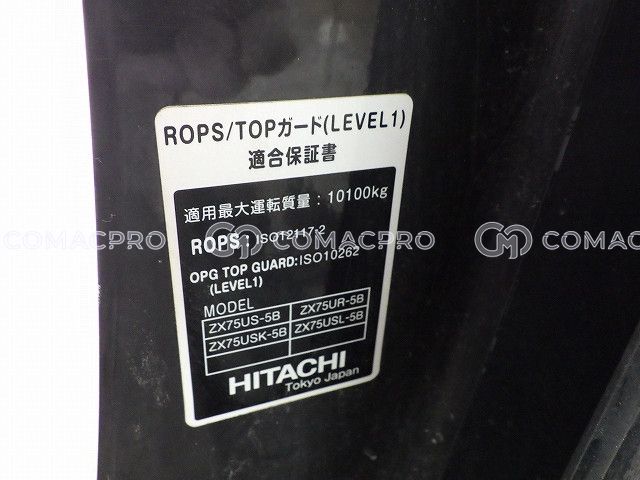 ROPS/TOPガード(LEVEL1)
適合保証書
適用最大運転質量：10100kg
ROPS：ISO12117-2
OPG TOP GUARD:ISO10262
(LEVEL1)
MODEL
ZX75US-5B ZX75UR-5B
ZX75USK-5B ZX75USL-5B
HITACHI
Tokyo Japan
COMACPRO
CM COMACPRO